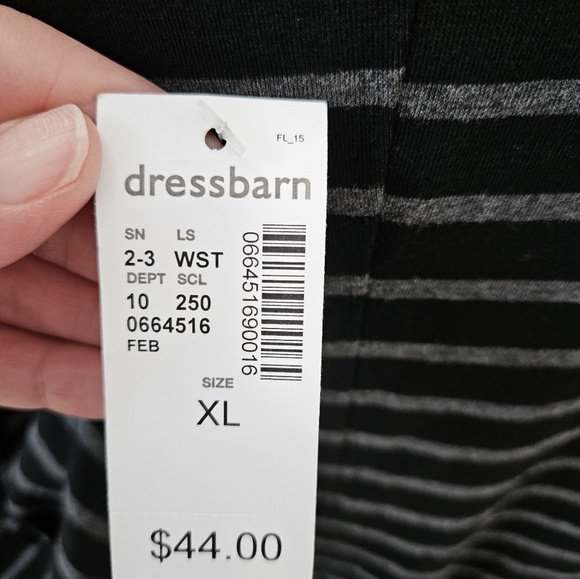 FL_15
dressbarn
SN LS
2-3 WST
DEPT SCL
10 250
0664516
FEB
066451690016
SIZE
XL
$44.00